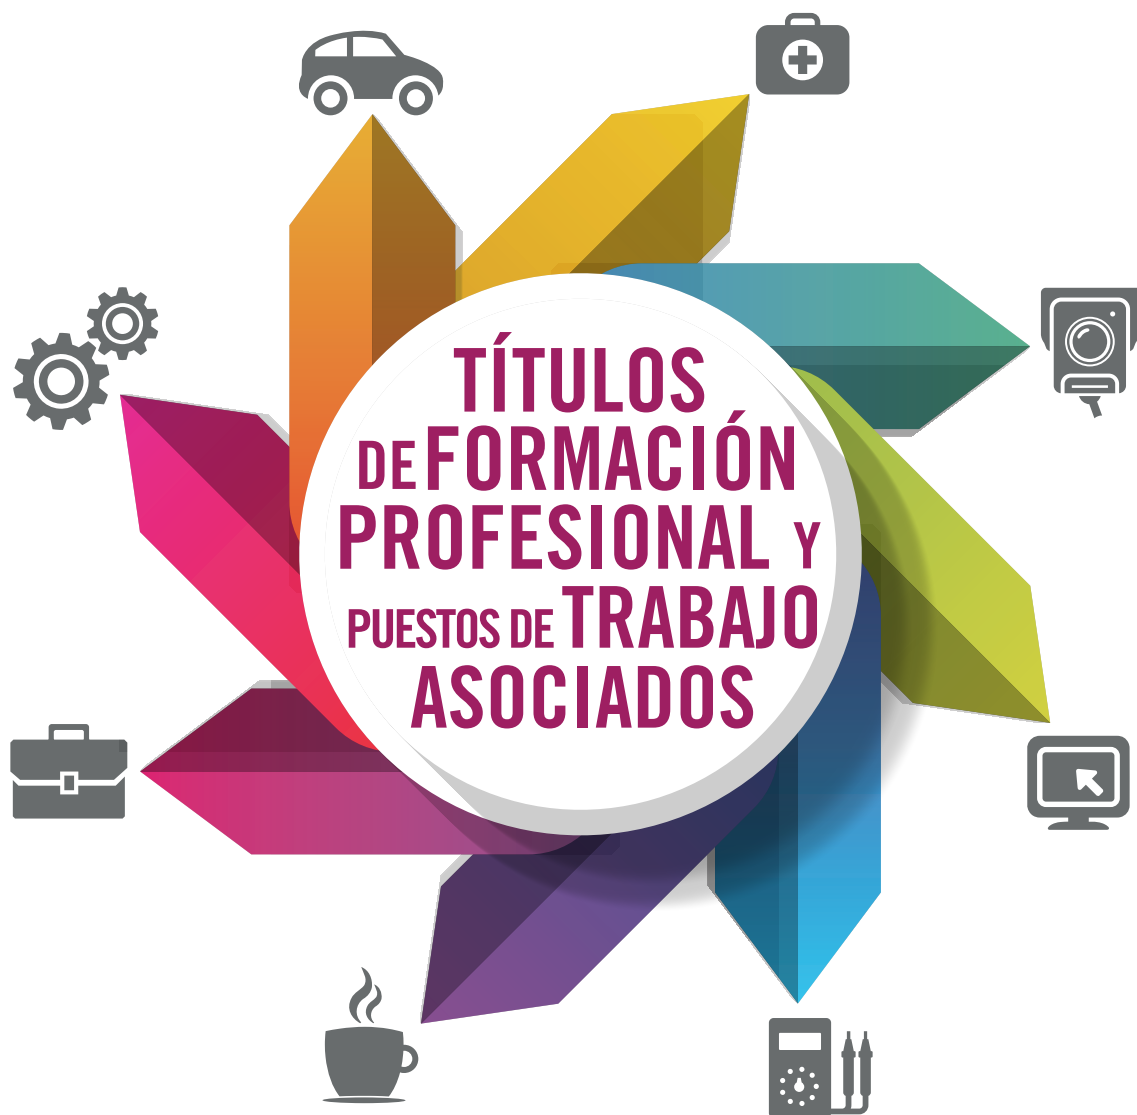 TÍTULOS
DE FORMACIÓN
PROFESIONAL Y
PUESTOS DE TRABAJO
ASOCIADOS